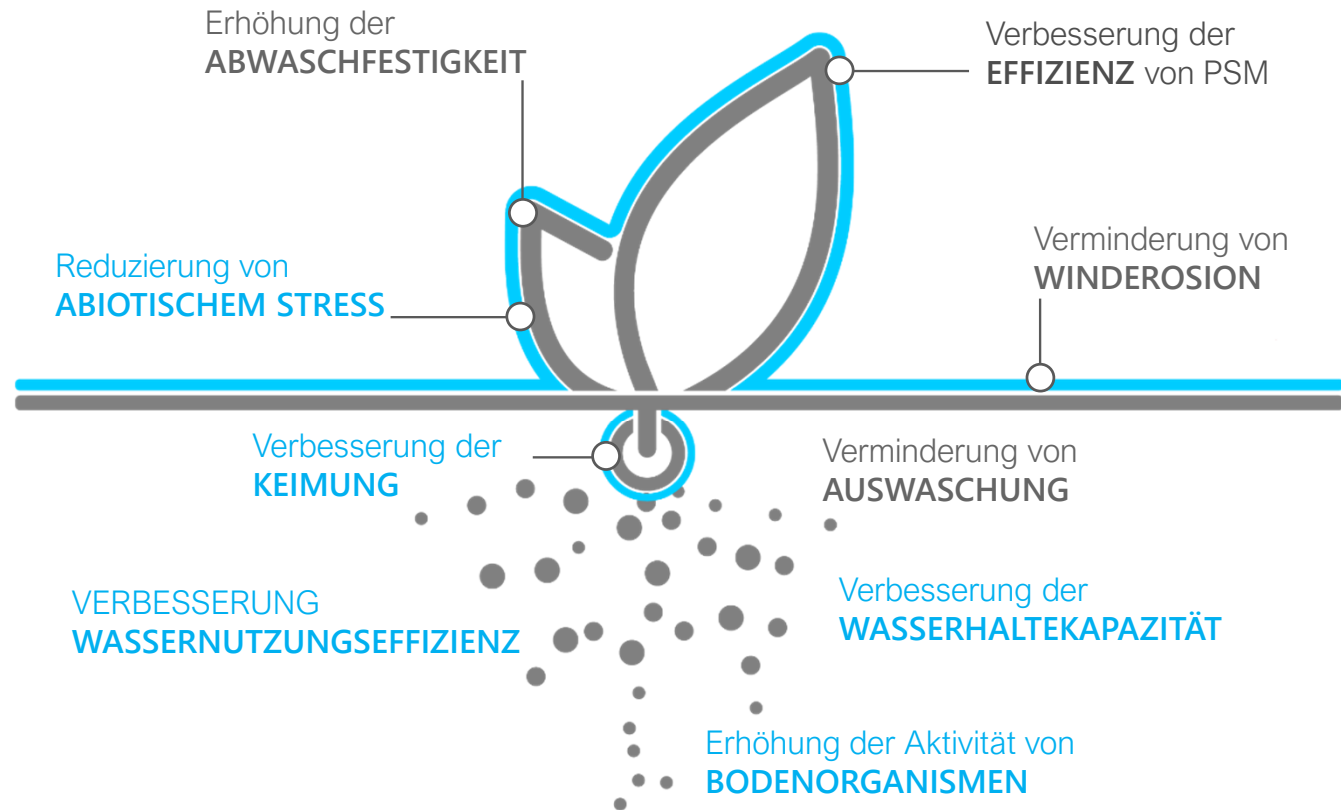 Erhöhung der
ABWASCHFESTIGKEIT
Verbesserung der
EFFIZIENZ von PSM
Reduzierung von
ABIOTISCHEM STRESS
Verminderung von
WINDEROSION
Verbesserung der
KEIMUNG
Verminderung von
AUSWASCHUNG
VERBESSERUNG
WASSERNUTZUNGSEFFIZIENZ
Verbesserung der
WASSERHALTEKAPAZITÄT
Erhöhung der Aktivität von
BODENORGANISMEN